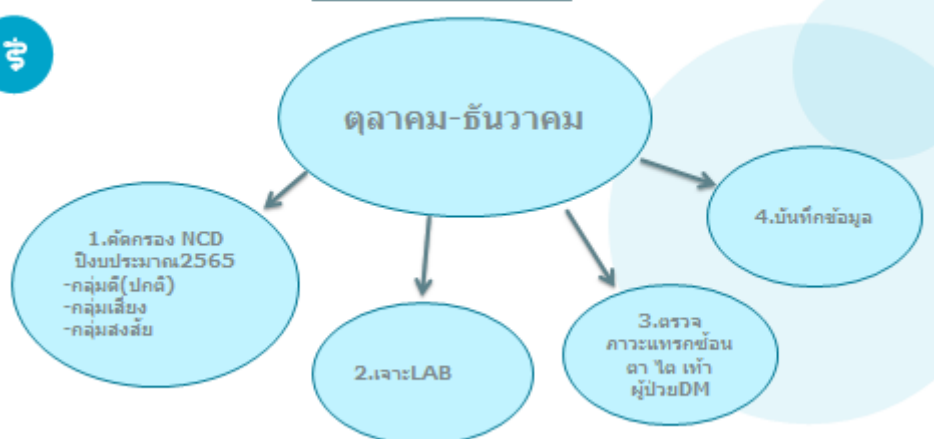 ตุลาคม-ธันวาคม
1.คัดกรอง NCD
ปีงบประมาณ2565
-กลุ่มดี(ปกติ)
-กลุ่มเสี่ยง
-กลุ่มสงสัย
2.เจาะLAB
3.ตรวจ
ภาวะแทรกซ้อน
ตา ไต เท้า
ผู้ป่วยDM
4.บันทึกข้อมูล